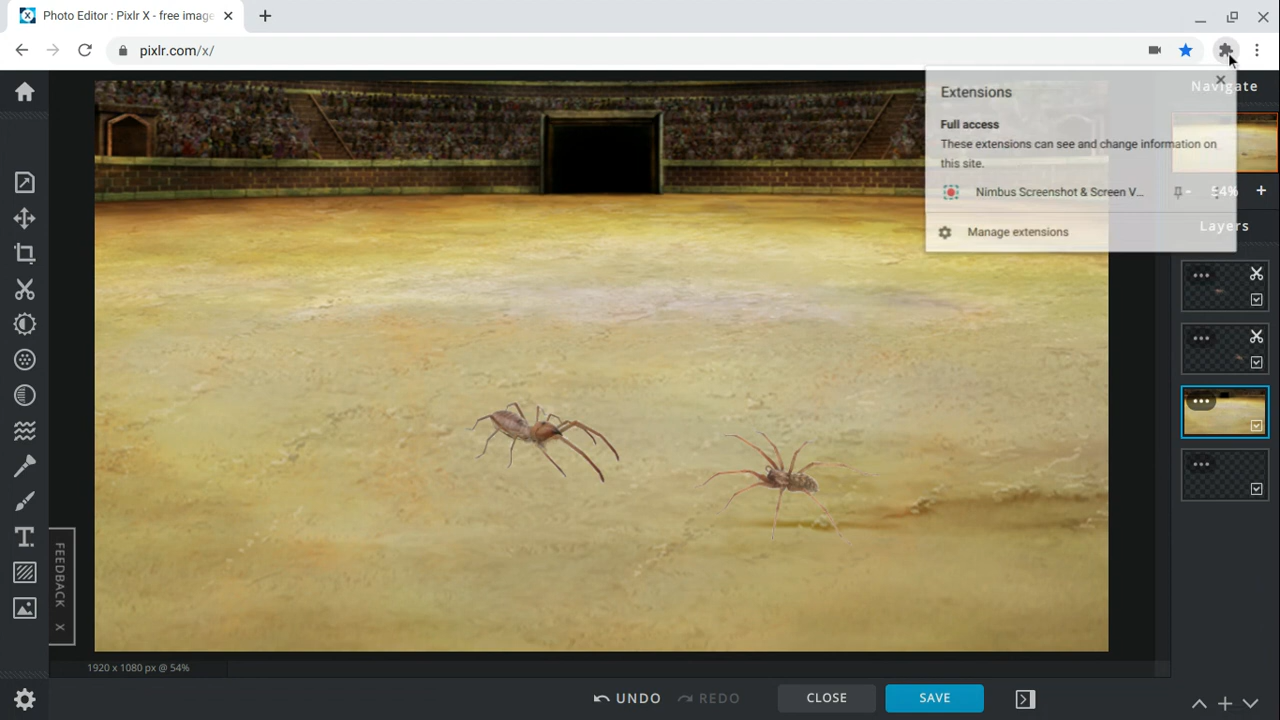 Photo Editor : Pixlr X - free image
pixlr.com/x/
Extensions
Full access
These extensions can see and change information on
this site.
Nimbus Screenshot & Screen V...
Manage extensions
Navigate
54%
Layers
FEEDBACK X
1920 x 1080 px @ 54%
UNDO
REDO
CLOSE
SAVE